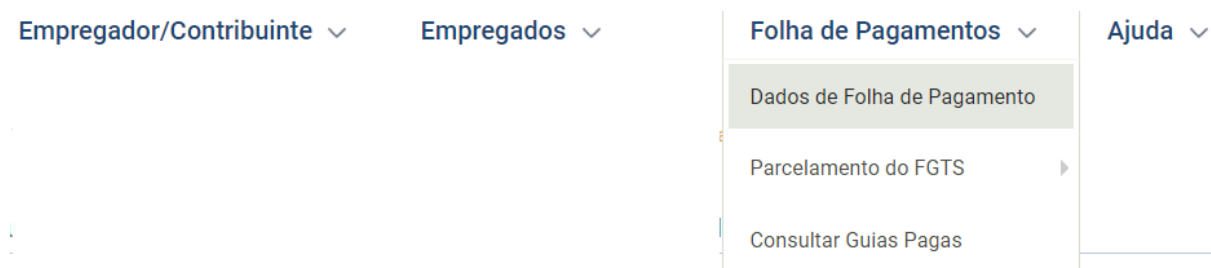 Empregador/Contribuinte Empregados Folha de Pagamentos Ajuda
Dados de Folha de Pagamento
Parcelamento do FGTS
Consultar Guias Pagas